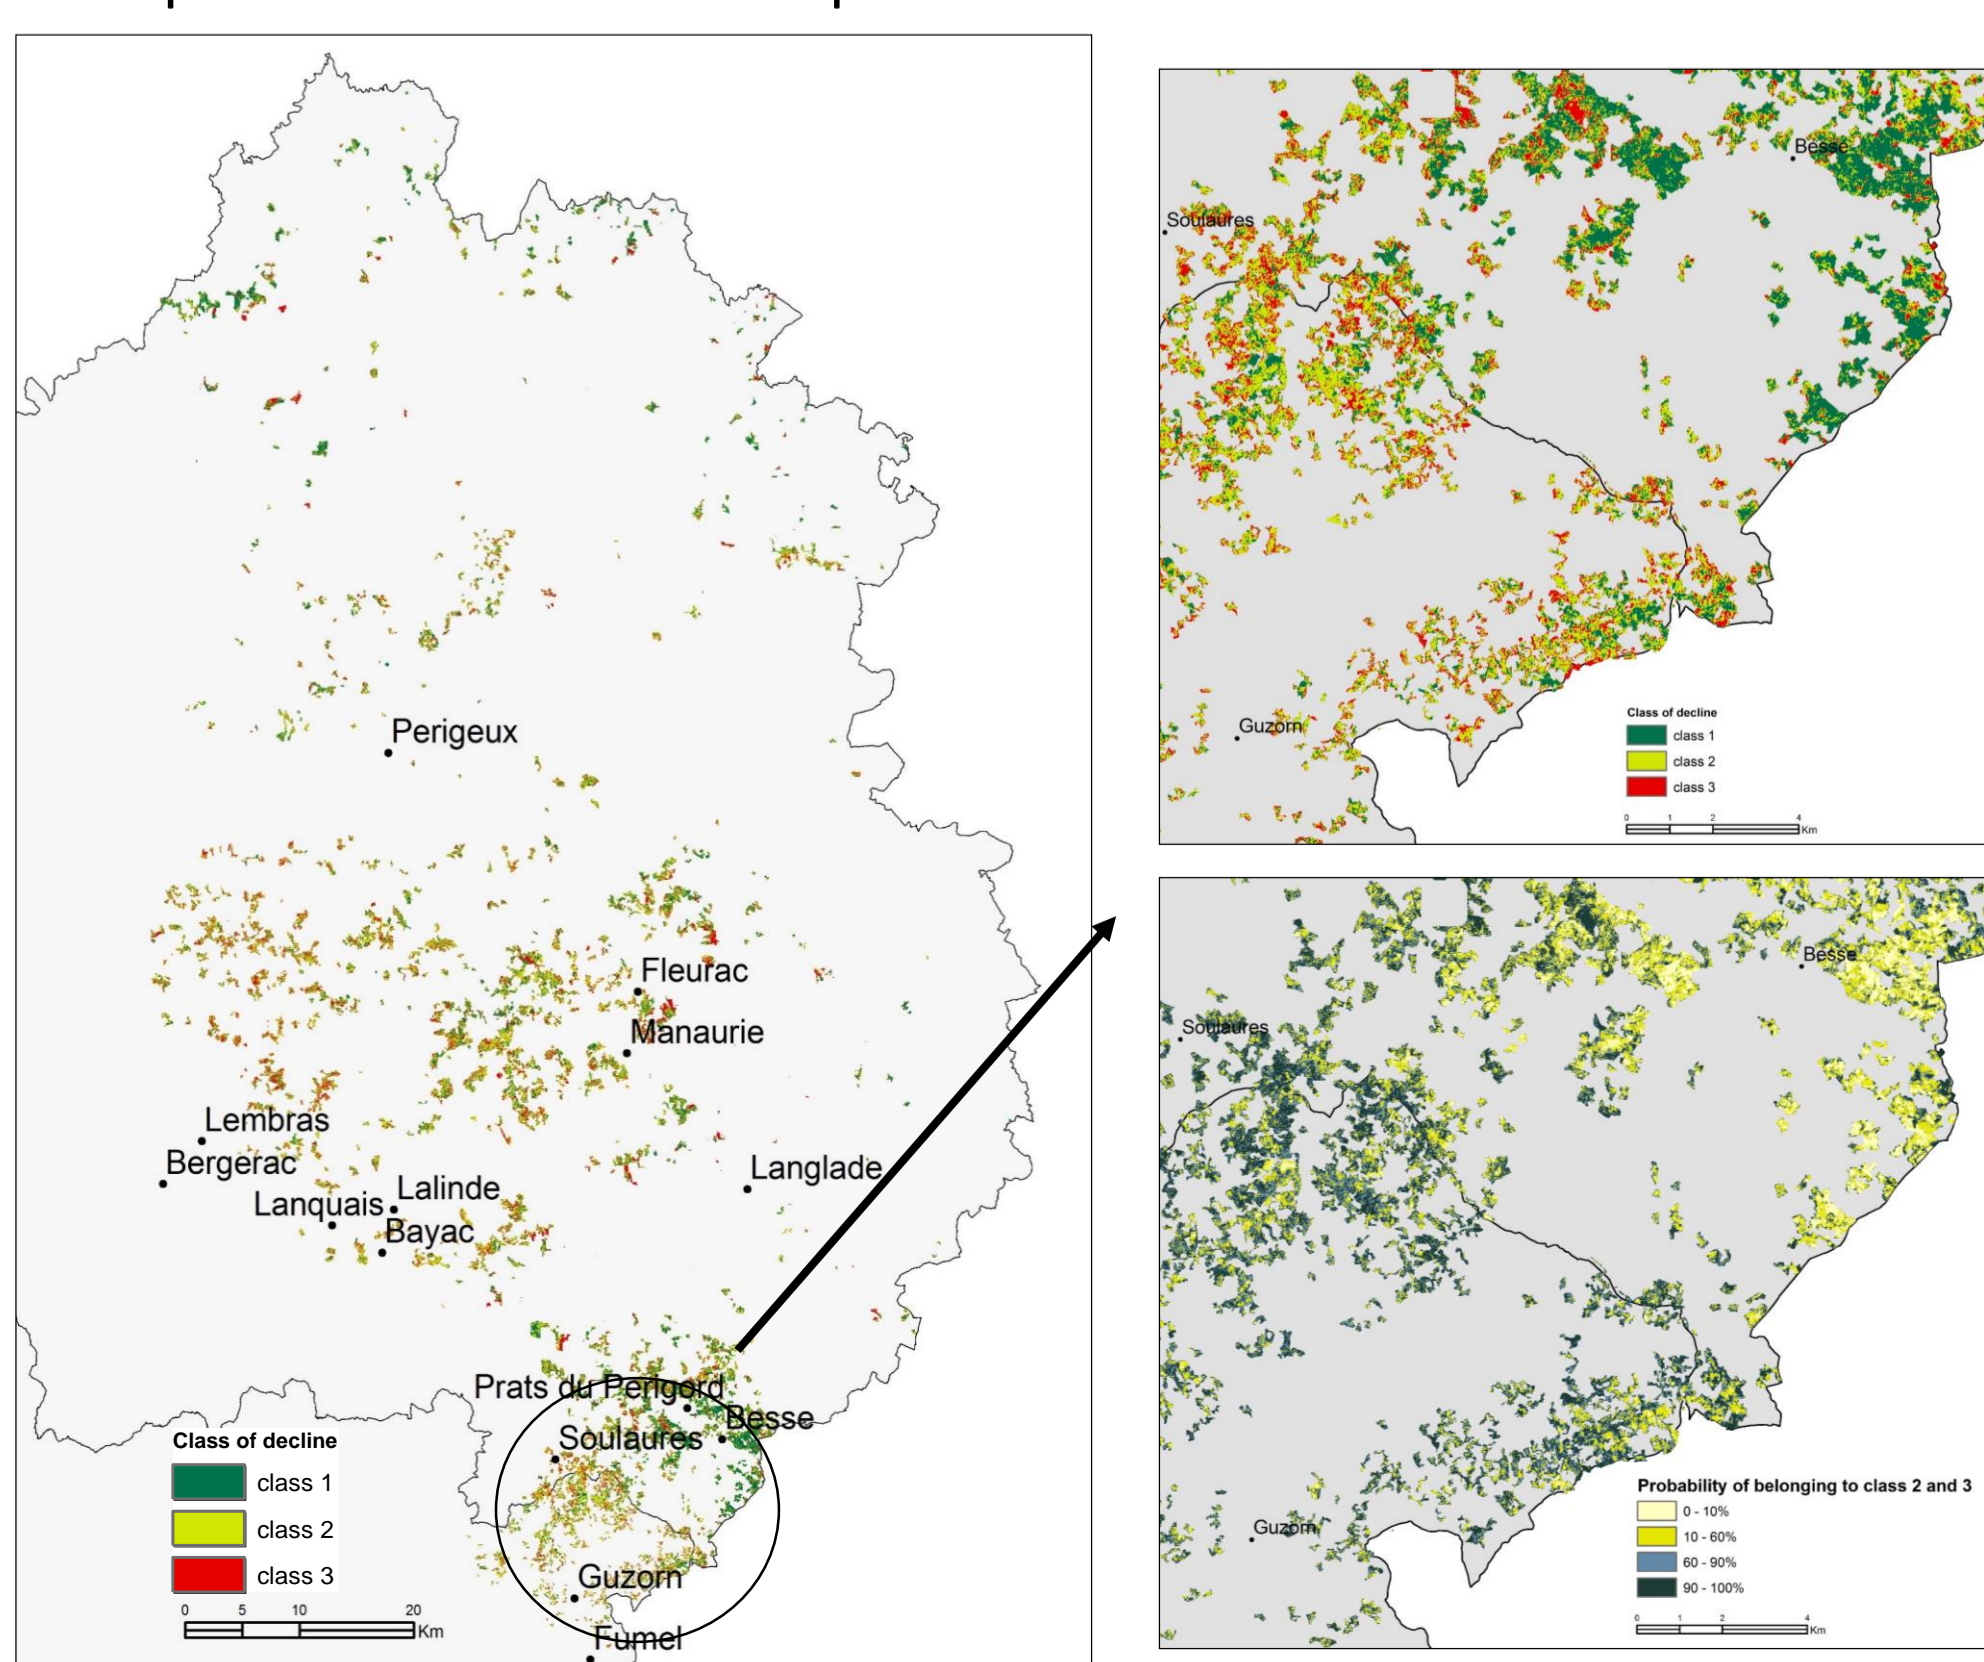 Perigeux
Fleurac
Manaurie
Lembras
Bergerac
Langlade
Lalinde
Lanquais
Bayac
Prats du Perigord
Besse
Soulaures
Guzorn
Fumel
Class of decline
class 1
class 2
class 3
0 5 10 20
Km
Besse
Soulaures
Guzorn
Class of decline
class 1
class 2
class 3
0 1 2 4
Km
Besse
Soulaures
Guzorn
Probability of belonging to class 2 and 3
0 - 10%
10 - 60%
60 - 90%
90 - 100%
0 1 2 4
Km